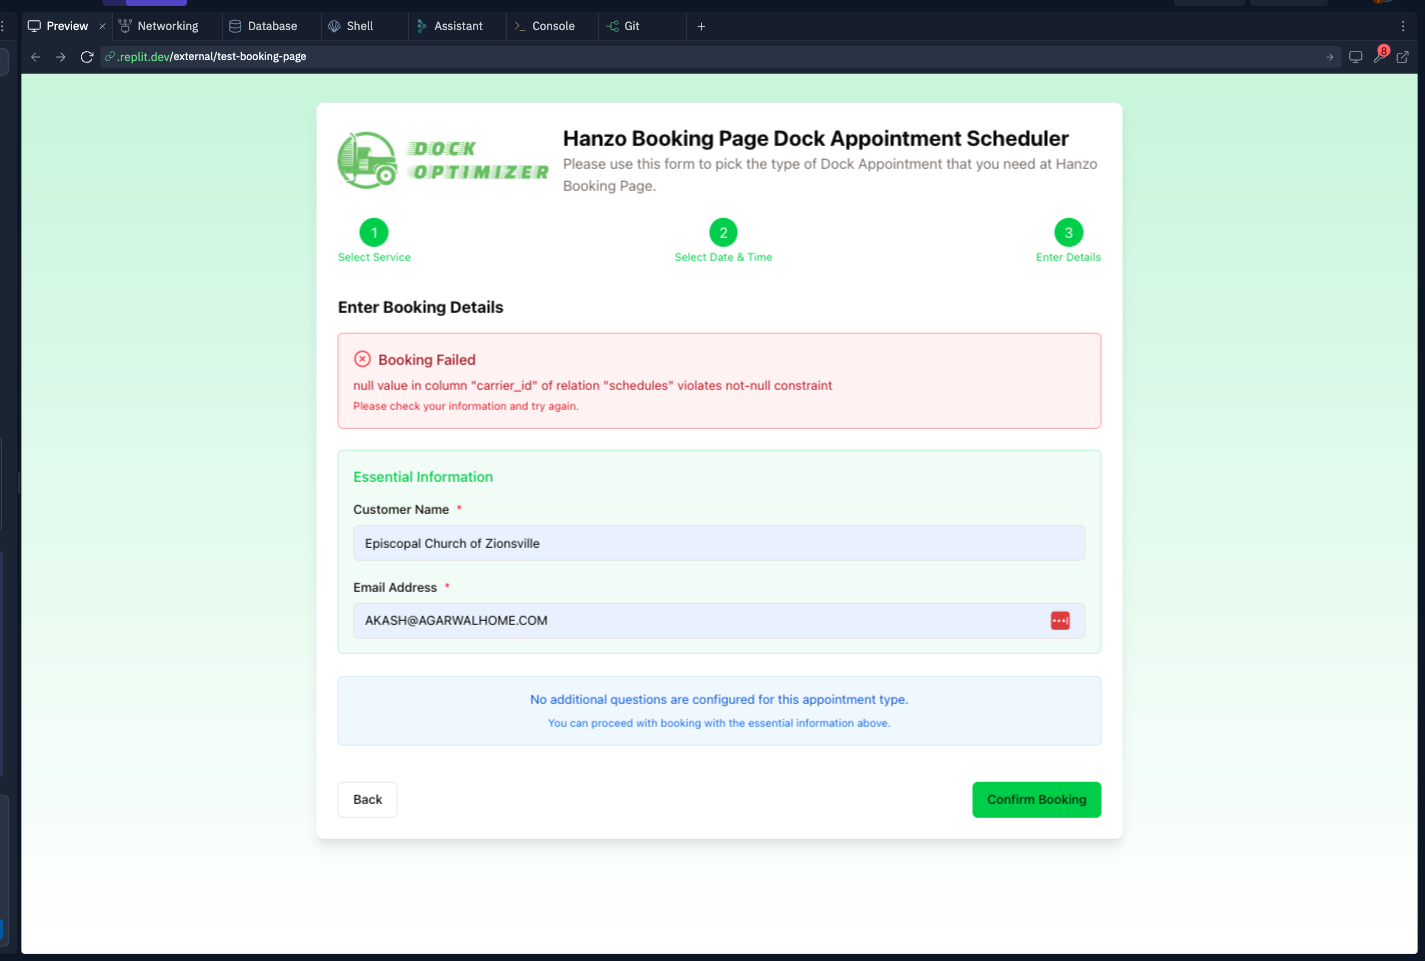 Preview
Networking
Database
Shell
Assistant
Console
Git
.replit.dev/external/test-booking-page
8
DOCK
OPTIMIZER
Hanzo Booking Page Dock Appointment Scheduler
Please use this form to pick the type of Dock Appointment that you need at Hanzo
Booking Page.
1
Select Service
2
Select Date & Time
3
Enter Details
Enter Booking Details
Booking Failed
null value in column "carrier_id" of relation "schedules" violates not-null constraint
Please check your information and try again.
Essential Information
Customer Name *
Episcopal Church of Zionsville
Email Address *
AKASH@AGARWALHOME.COM
No additional questions are configured for this appointment type.
You can proceed with booking with the essential information above.
Back
Confirm Booking